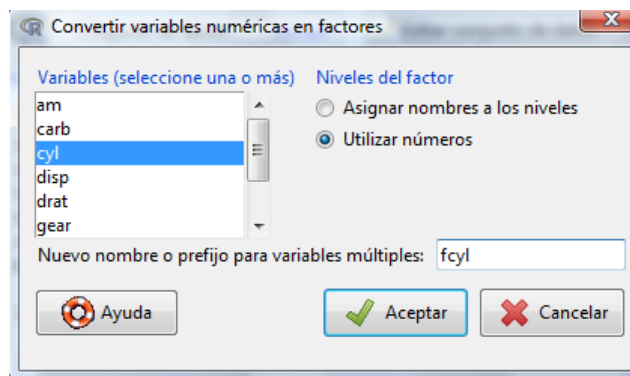 Convertir variables numéricas en factores
Variables (seleccione una o más)
am
carb
cyl
disp
drat
gear
Niveles del factor
Asignar nombres a los niveles
Utilizar números
Nuevo nombre o prefijo para variables múltiples: fcyl
Ayuda
Aceptar
Cancelar